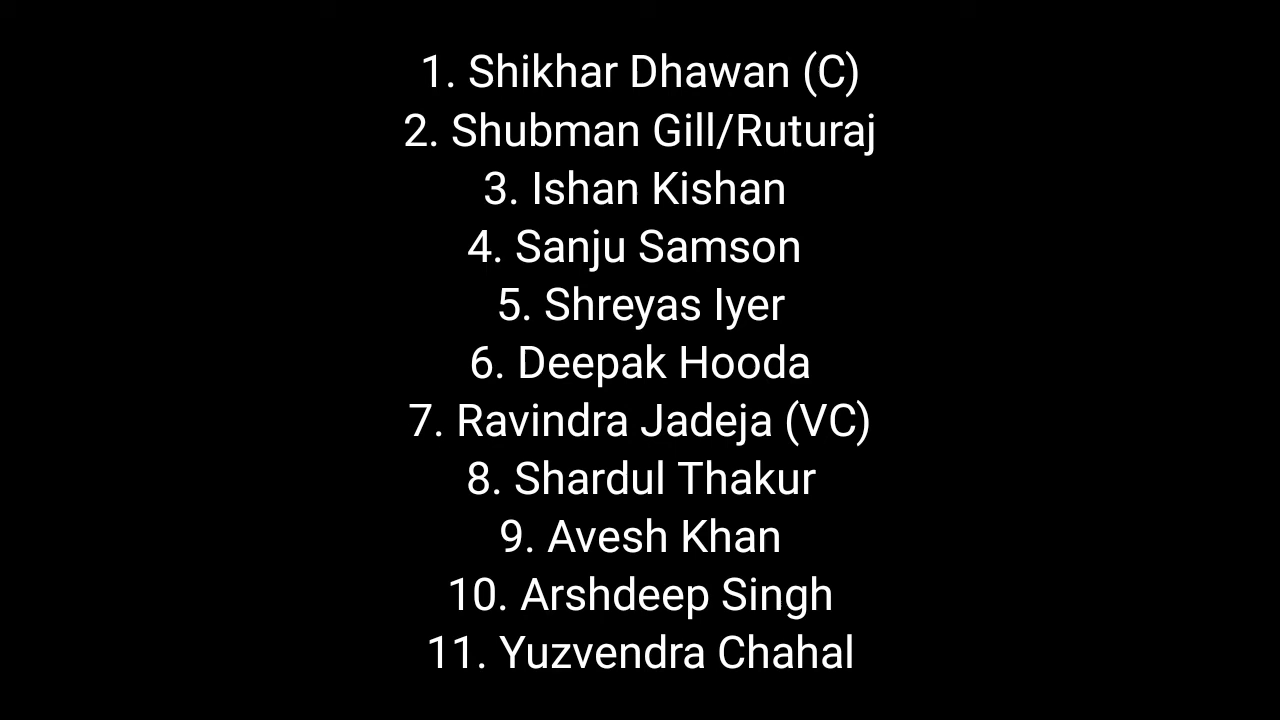 1. Shikhar Dhawan (C)
2. Shubman Gill/Ruturaj
3. Ishan Kishan
4. Sanju Samson
5. Shreyas Iyer
6. Deepak Hooda
7. Ravindra Jadeja (VC)
8. Shardul Thakur
9. Avesh Khan
10. Arshdeep Singh
11. Yuzvendra Chahal